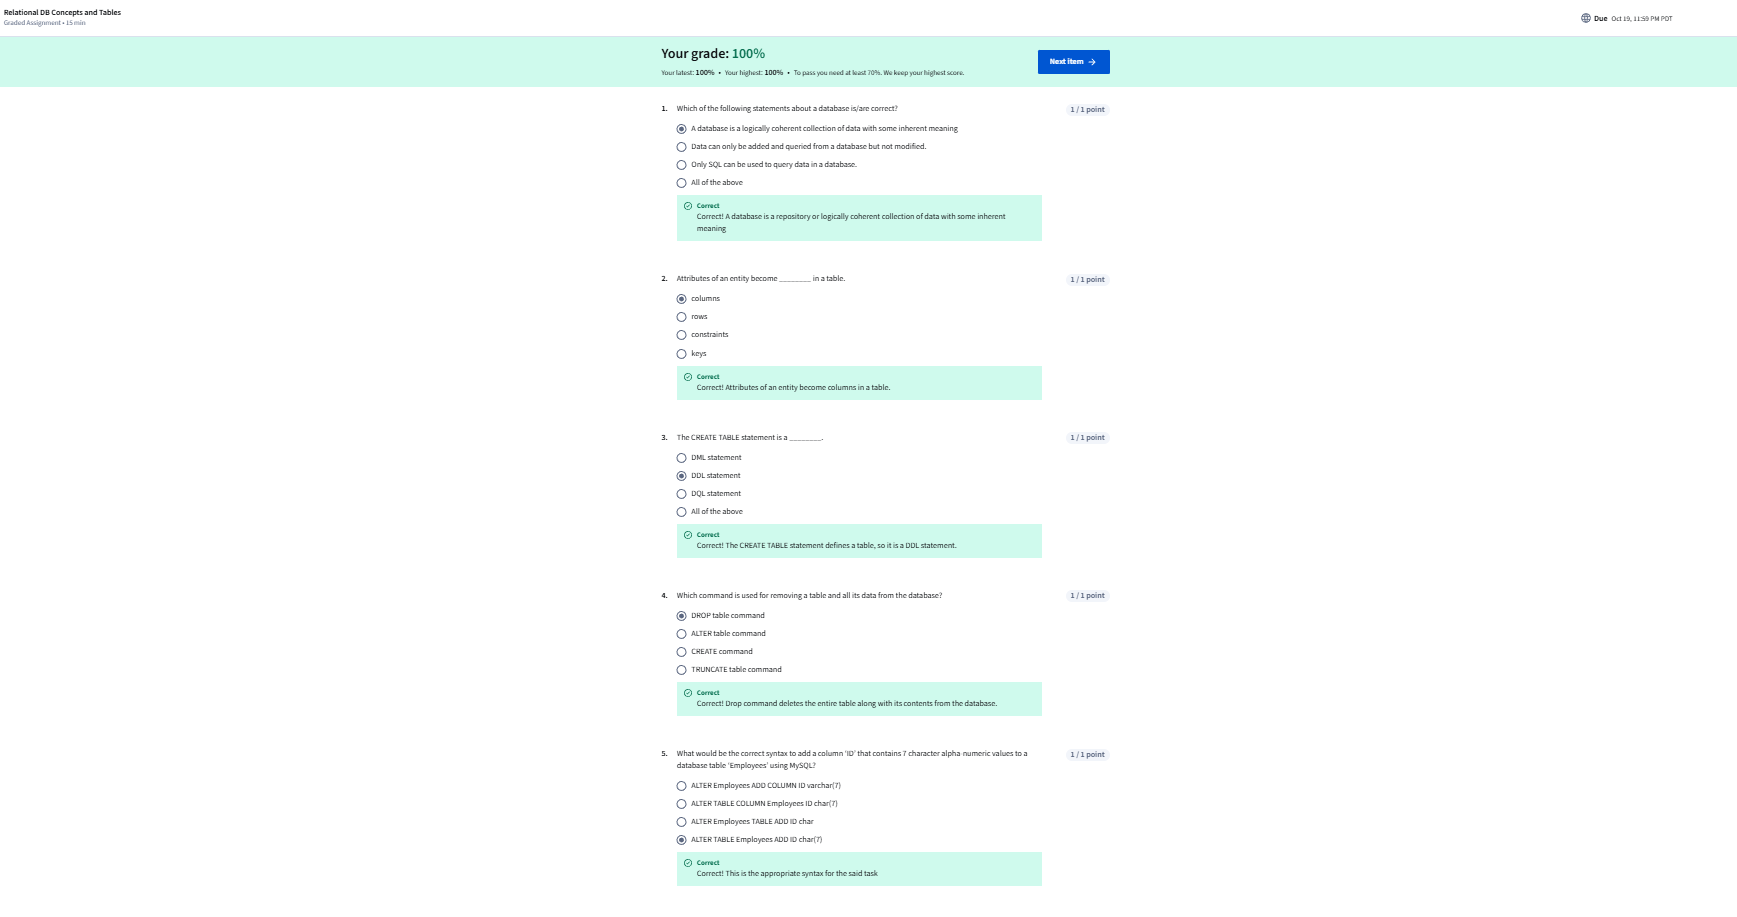 Relational DB Concepts and Tables
Graded Assignment • 15 min
Due Oct 19, 11:59 PM PDT
Your grade: 100%
Your latest: 100% • Your highest: 100% • To pass you need at least 70%. We keep your highest score.
Next item →
1. Which of the following statements about a database is/are correct?
1 / 1 point
A database is a logically coherent collection of data with some inherent meaning
Data can only be added and queried from a database but not modified.
Only SQL can be used to query data in a database.
All of the above
Correct
Correct! A database is a repository or logically coherent collection of data with some inherent
meaning
2. Attributes of an entity become ________ in a table.
1 / 1 point
columns
rows
constraints
keys
Correct
Correct! Attributes of an entity become columns in a table.
3. The CREATE TABLE statement is a ________.
1 / 1 point
DML statement
DDL statement
DQL statement
All of the above
Correct
Correct! The CREATE TABLE statement defines a table, so it is a DDL statement.
4. Which command is used for removing a table and all its data from the database?
1 / 1 point
DROP table command
ALTER table command
CREATE command
TRUNCATE table command
Correct
Correct! Drop command deletes the entire table along with its contents from the database.
5. What would be the correct syntax to add a column 'ID' that contains 7 character alpha-numeric values to a
database table 'Employees' using MySQL?
1 / 1 point
ALTER Employees ADD COLUMN ID varchar(7)
ALTER TABLE COLUMN Employees ID char(7)
ALTER Employees TABLE ADD ID char
ALTER TABLE Employees ADD ID char(7)
Correct
Correct! This is the appropriate syntax for the said task